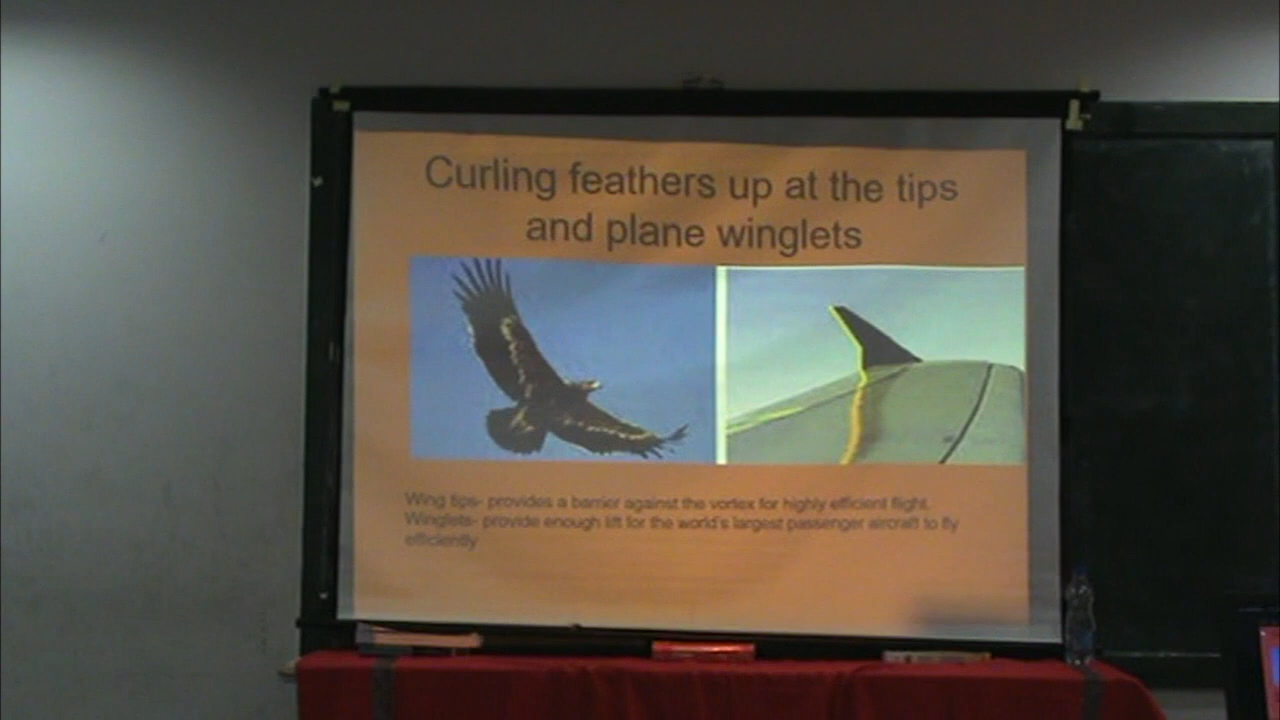 Curling feathers up at the tips
and plane winglets
Wing tips- provides a barrier against the vortex for highly efficient flight.
Winglets- provide enough lift for the world's largest passenger aircraft to fly
efficiently